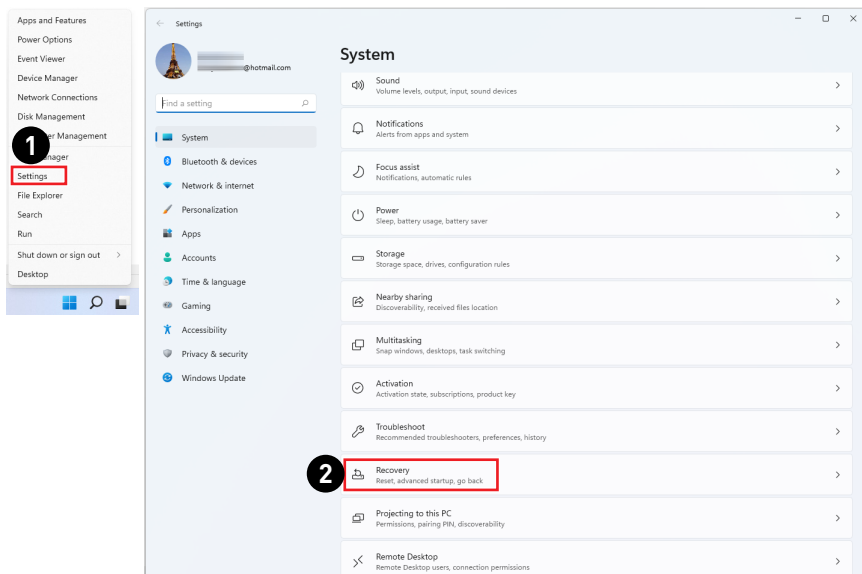 Apps and Features
Power Options
Event Viewer
Device Manager
Network Connections
Disk Management
Management
1
Settings
File Explorer
Search
Run
Shut down or sign out
Desktop
Settings
@hotmail.com
Find a setting
System
Bluetooth & devices
Network & internet
Personalization
Apps
Accounts
Time & language
Gaming
Accessibility
Privacy & security
Windows Update
System
Sound
Volume levels, output, input, sound devices
Notifications
Alerts from apps and system
Focus assist
Notifications, automatic rules
Power
Sleep, battery usage, battery saver
Storage
Storage space, drives, configuration rules
Nearby sharing
Discoverability, received files location
Multitasking
Snap windows, desktops, task switching
Activation
Activation state, subscriptions, product key
Troubleshoot
Recommended troubleshooters, preferences, history
2
Recovery
Reset, advanced startup, go back
Projecting to this PC
Permissions, pairing PIN, discoverability
Remote Desktop
Remote Desktop users, connection permissions